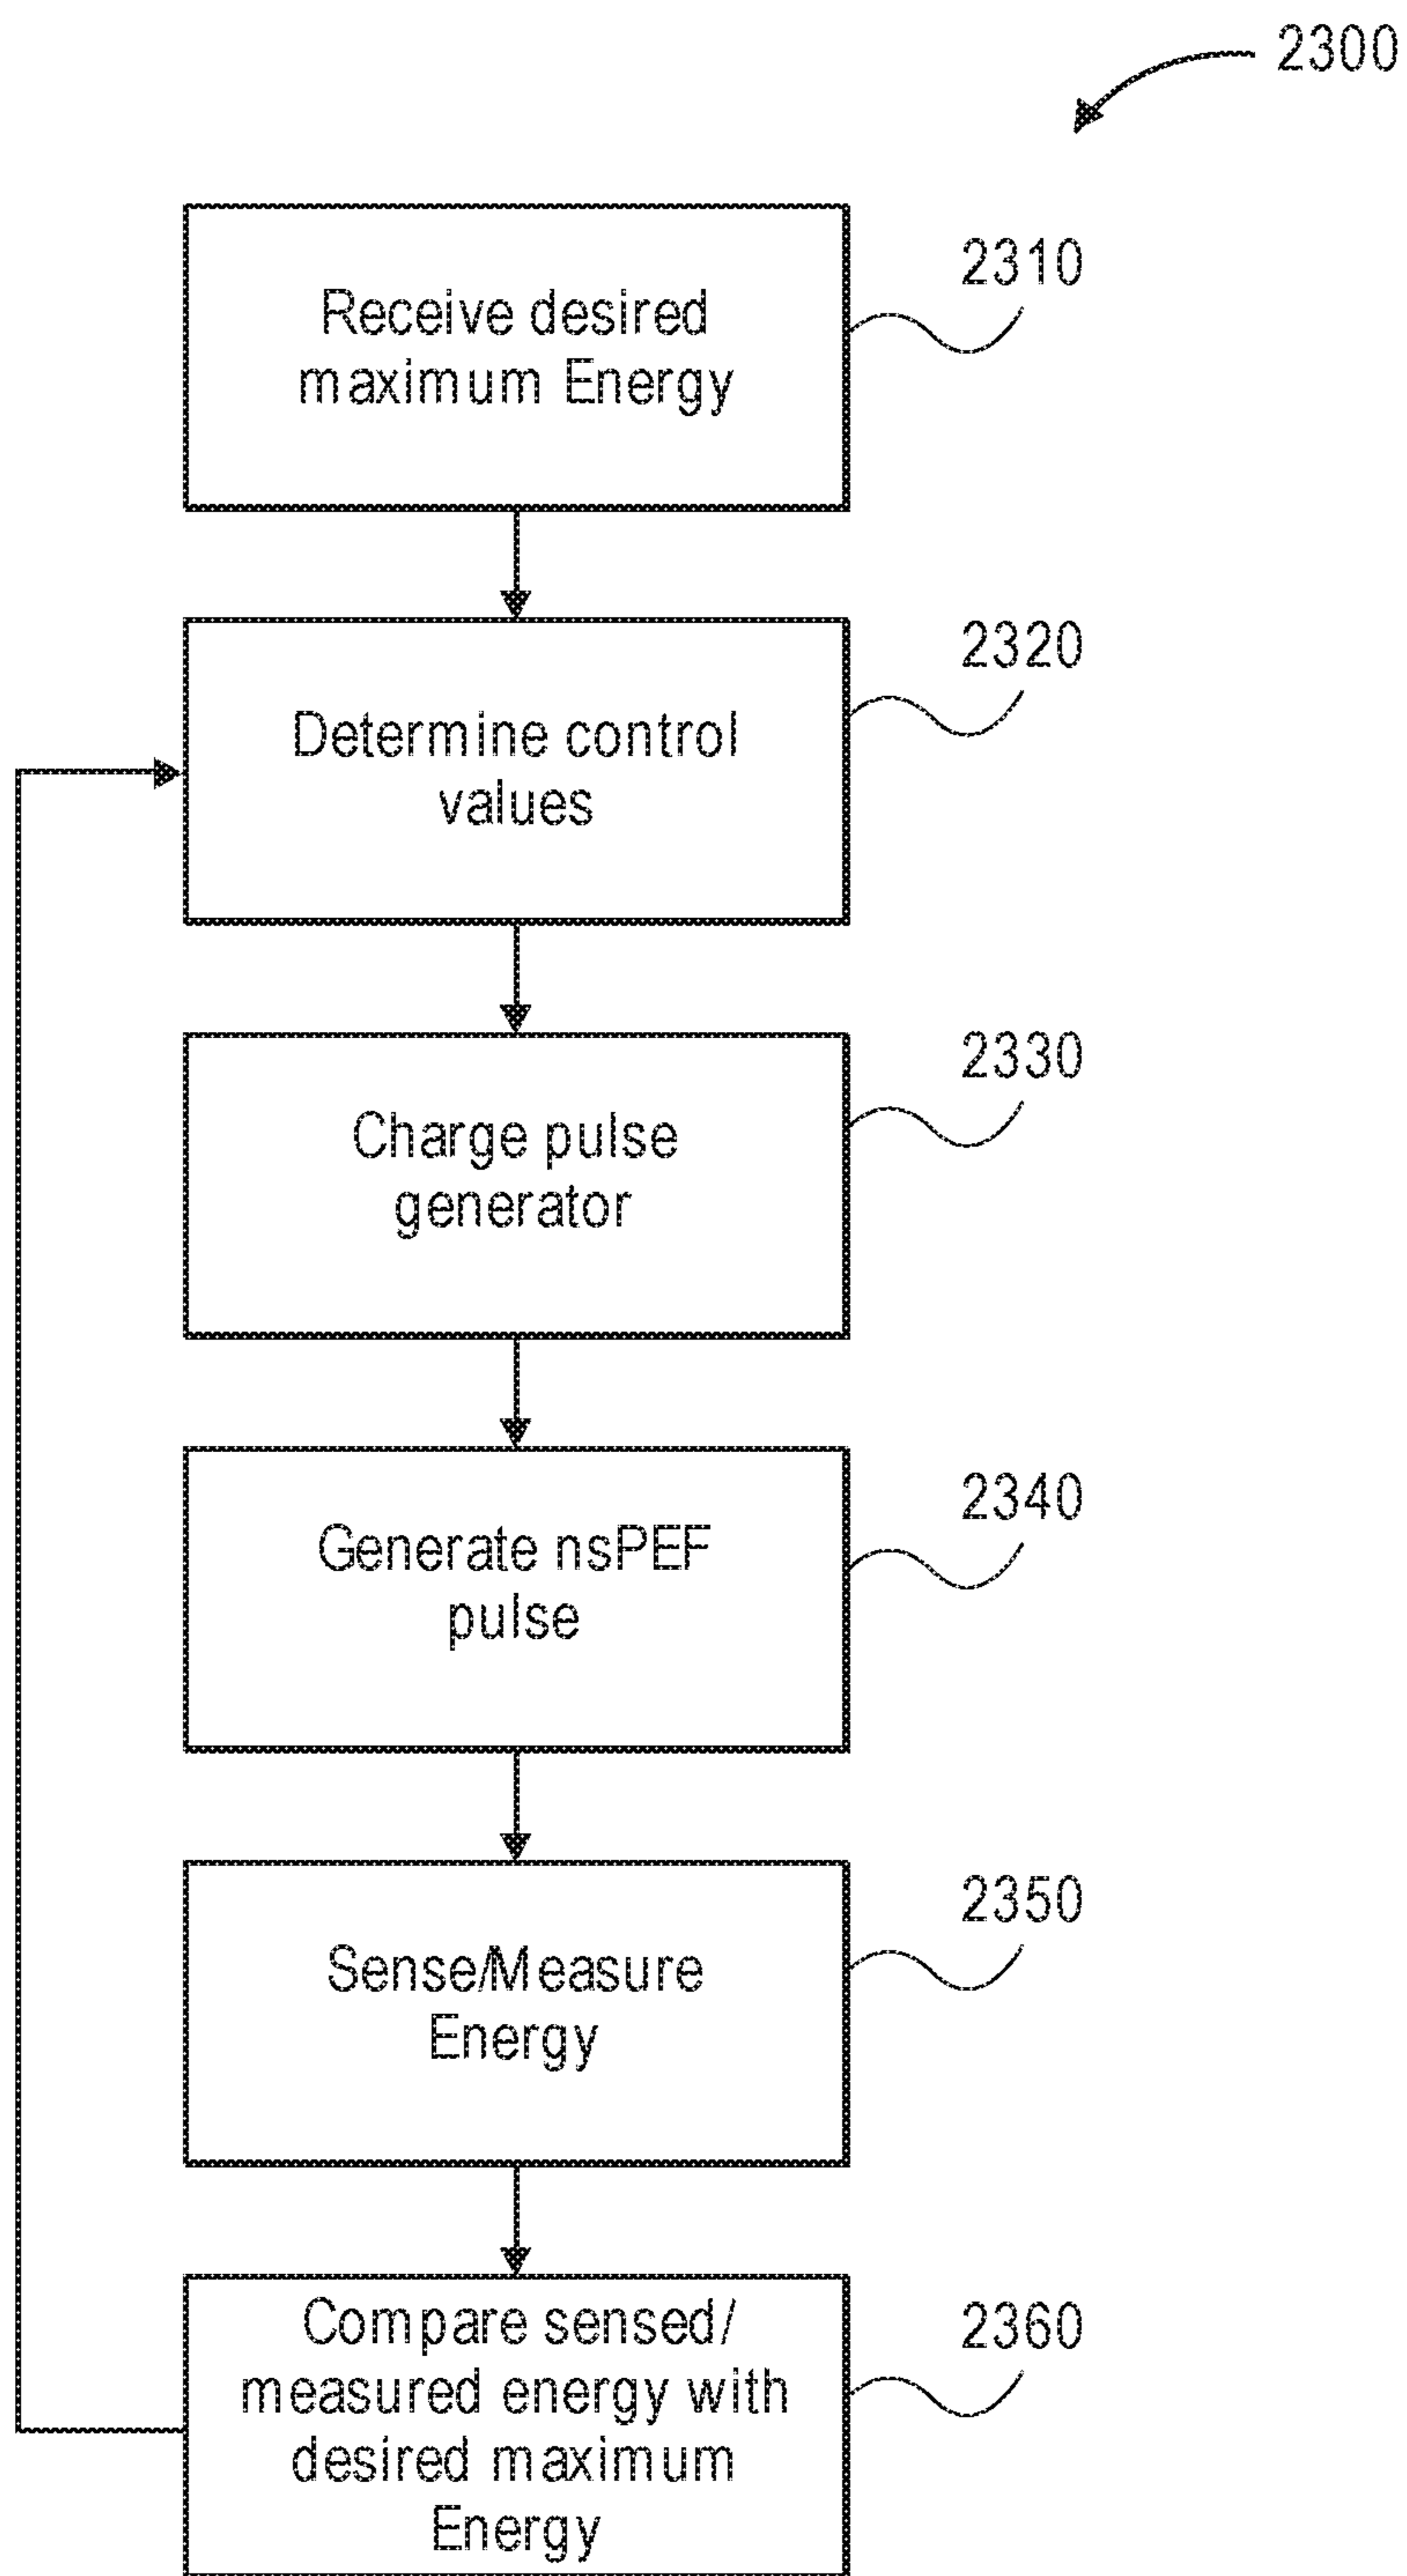 2300
2310
Receive desired
maximum Energy
2320
Determine control
values
2330
Charge pulse
generator
2340
Generate nsPEF
pulse
2350
Sense/Measure
Energy
2360
Compare sensed/
measured energy with
desired maximum
Energy